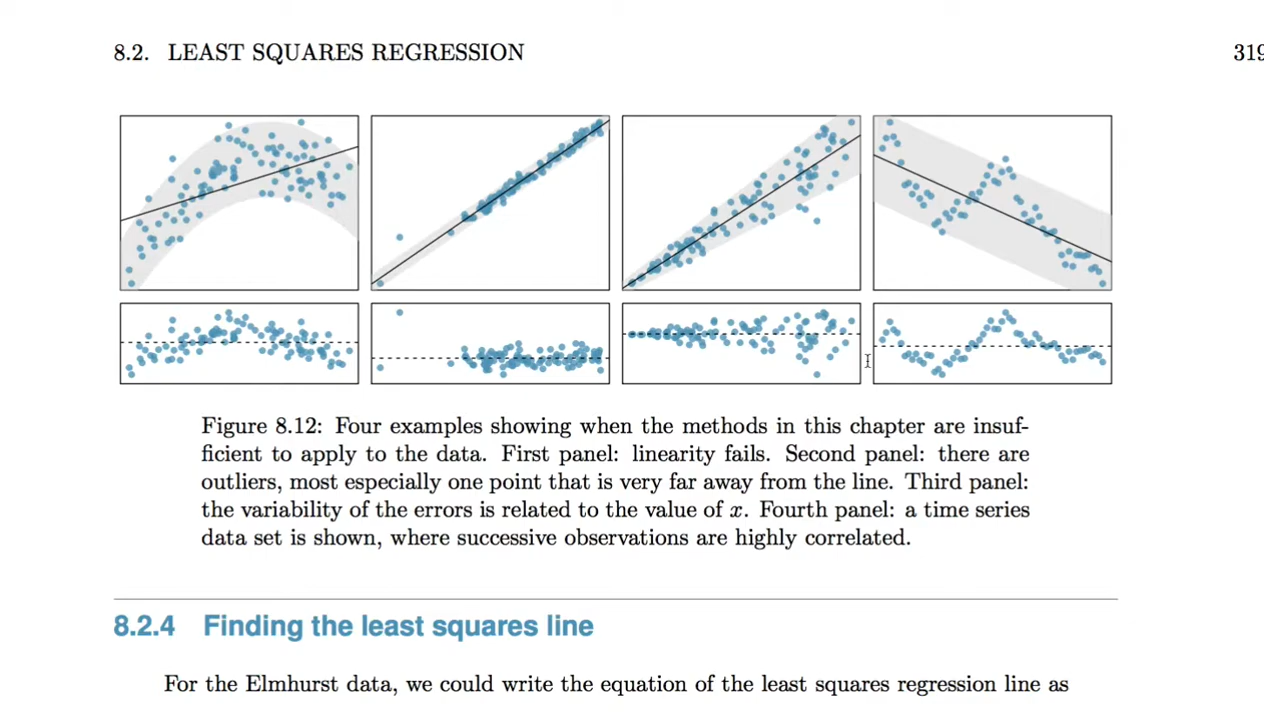 8.2. LEAST SQUARES REGRESSION
319
Figure 8.12: Four examples showing when the methods in this chapter are insuf-
ficient to apply to the data. First panel: linearity fails. Second panel: there are
outliers, most especially one point that is very far away from the line. Third panel:
the variability of the errors is related to the value of x. Fourth panel: a time series
data set is shown, where successive observations are highly correlated.
8.2.4 Finding the least squares line
For the Elmhurst data, we could write the equation of the least squares regression line as